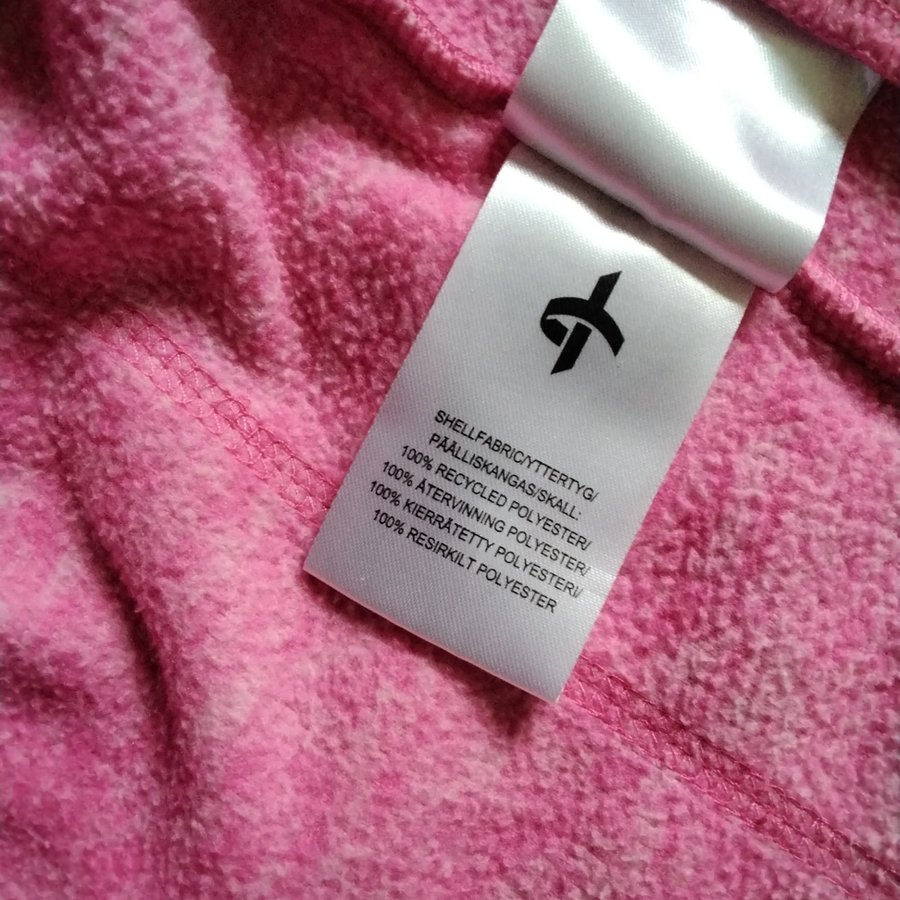 SHELLFABRIC/YTTERTYG/
PÄÄLLISKANGAS/SKALL:
100% RECYCLED POLYESTER/
100% ÅTERVINNING POLYESTER/
100% KIERRÄTETTY POLYESTERI/
100% RESIRKILT POLYESTER